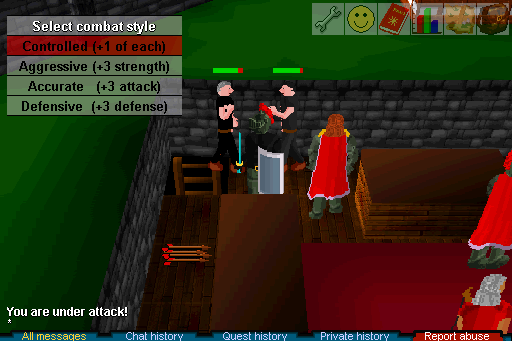 Select combat style
Controlled (+1 of each)
Aggressive (+3 strength)
Accurate (+3 attack)
Defensive (+3 defense)
You are under attack!
*
All messages
Chat history
Quest history
Private history
Report abuse